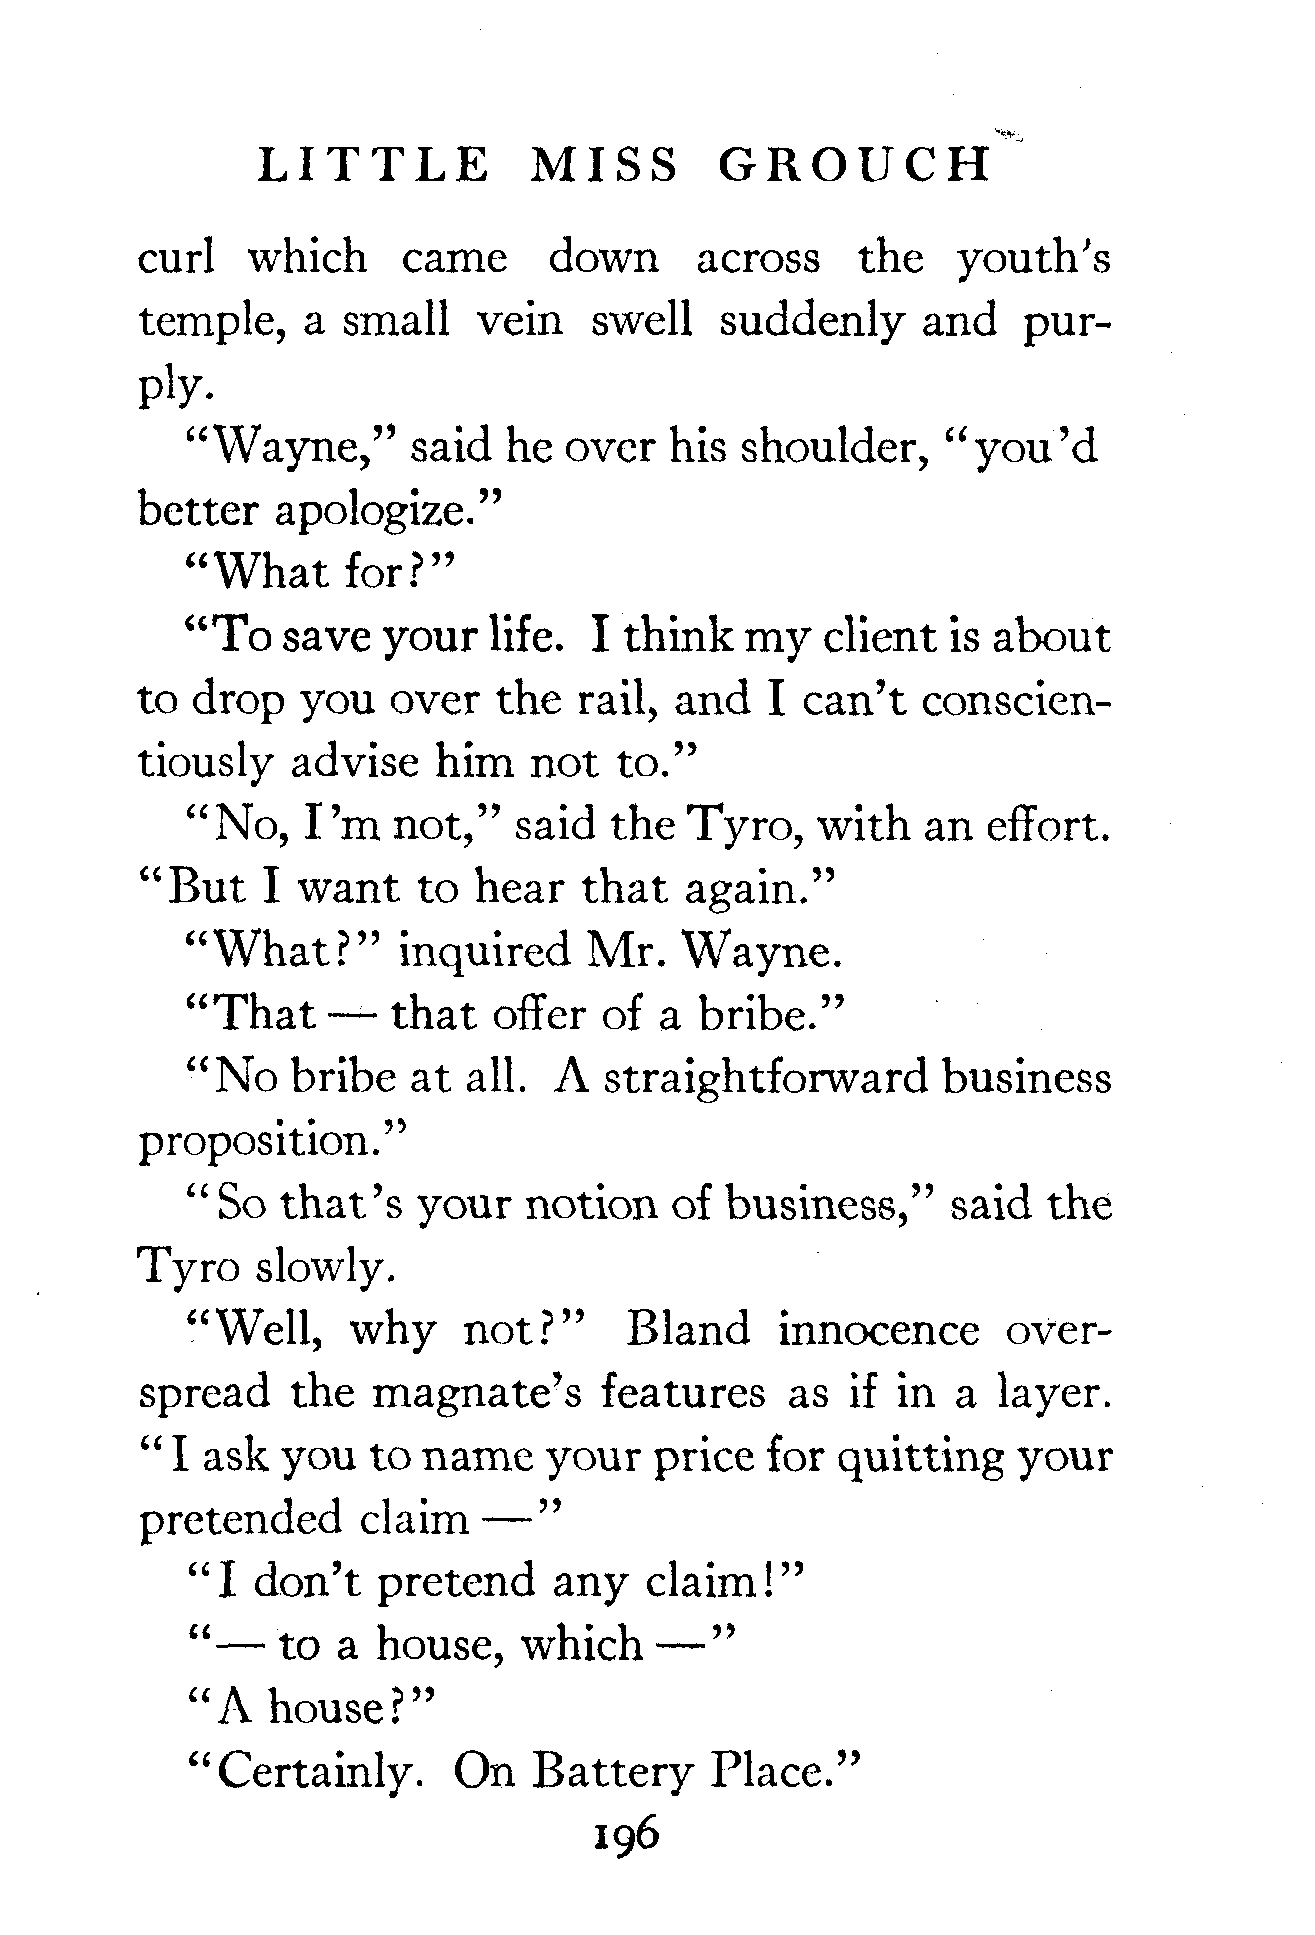 LITTLE MISS GROUCH
curl which came down across the youth's
temple, a small vein swell suddenly and pur-
ply.
“Wayne,” said he over his shoulder, “you'd
better apologize.”
“What for?”
“To save your life. I think my client is about
to drop you over the rail, and I can't conscien-
tiously advise him not to.”
“No, I'm not,” said the Tyro, with an effort.
“But I want to hear that again.”
“What?” inquired Mr. Wayne.
“That — that offer of a bribe.”
“No bribe at all. A straightforward business
proposition.”
“So that's your notion of business,” said the
Tyro slowly.
“Well, why not?” Bland innocence over-
spread the magnate's features as if in a layer.
“I ask you to name your price for quitting your
pretended claim —”
“I don't pretend any claim!”
“— to a house, which —”
“A house?”
“Certainly. On Battery Place.”
196